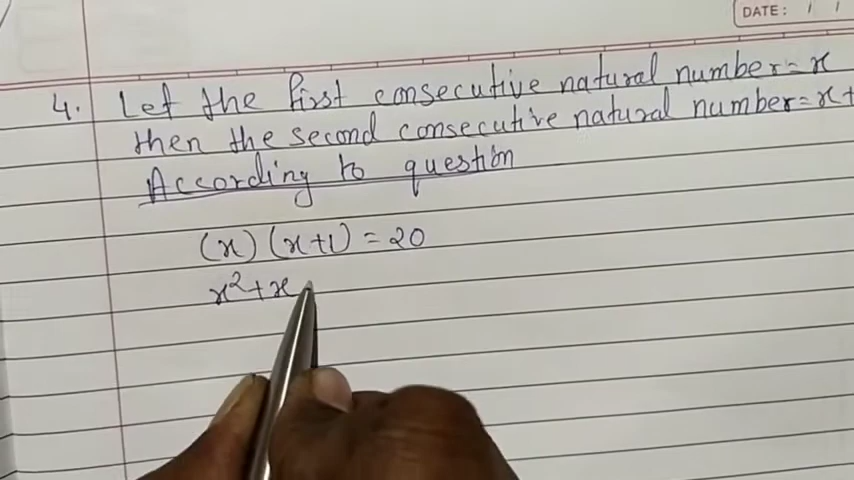 DATE: / /
4. Let the first consecutive natural number = x
then the second consecutive natural number = x+
According to question
(x) (x+1) = 20
x²+x